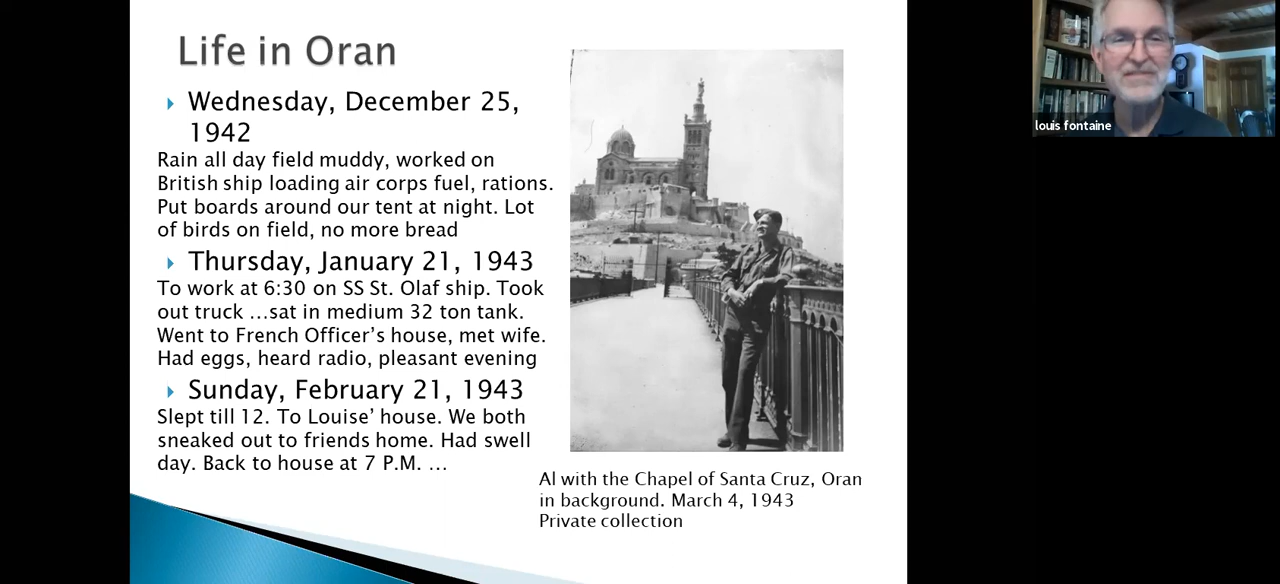 Life in Oran
Wednesday, December 25,
1942
Rain all day field muddy, worked on
British ship loading air corps fuel, rations.
Put boards around our tent at night. Lot
of birds on field, no more bread
Thursday, January 21, 1943
To work at 6:30 on SS St. Olaf ship. Took
out truck …sat in medium 32 ton tank.
Went to French Officer’s house, met wife.
Had eggs, heard radio, pleasant evening
Sunday, February 21, 1943
Slept till 12. To Louise’ house. We both
sneaked out to friends home. Had swell
day. Back to house at 7 P.M. …
Al with the Chapel of Santa Cruz, Oran
in background. March 4, 1943
Private collection
louis fontaine